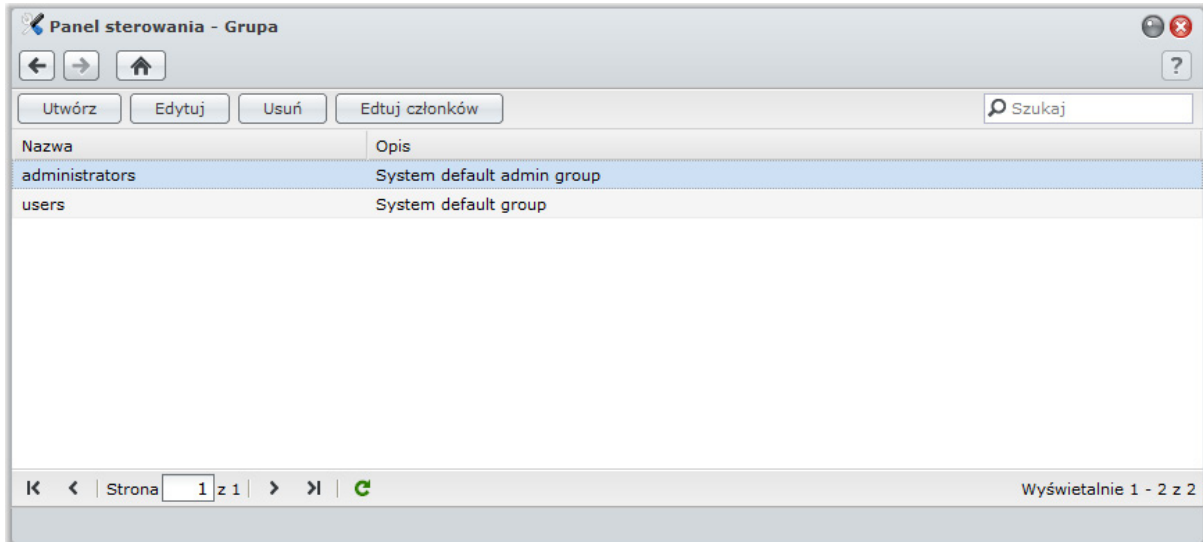 Panel sterowania - Grupa
?
Utwórz Edytuj Usuń Edtuj członków Szukaj
Nazwa Opis
administrators System default admin group
users System default group
Strona 1 z 1 Wyświetalnie 1 - 2 z 2